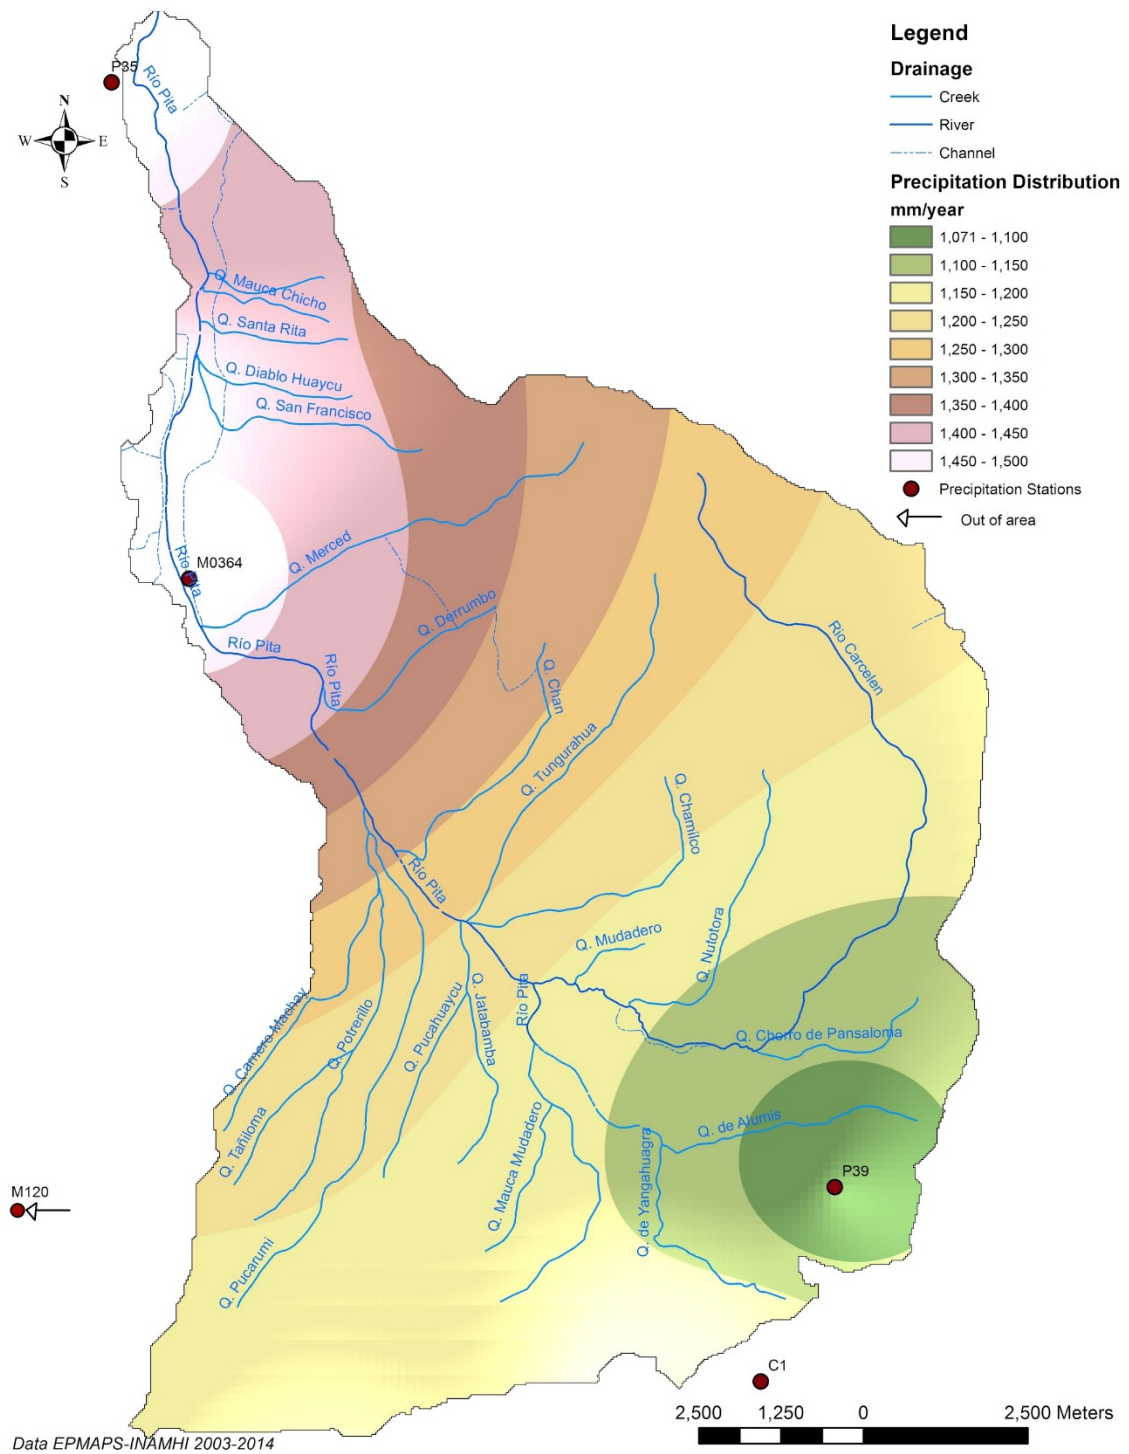 Legend
Drainage
Creek
River
Channel
Precipitation Distribution
mm/year
1,071 - 1,100
1,100 - 1,150
1,150 - 1,200
1,200 - 1,250
1,250 - 1,300
1,300 - 1,350
1,350 - 1,400
1,400 - 1,450
1,450 - 1,500
Precipitation Stations
Out of area
P35
Río Pita
N
W
E
S
Q. Mauca Chicho
Q. Santa Rita
Q. Diablo Huaycu
Q. San Francisco
Q. Merced
M0364
Río Pita
Q. Derrumbo
Río Pita
Río Pita
Q. Chan
Rio Carcelen
Q. Tungurahua
Q. Chamilco
Río Pita
Q. Mudadero
Q. Nutotora
Río Pita
Q. Jatabamba
Q. Pucahuaycu
Q. Potrerillo
Q. Carnero Machay
Q. Chorro de Pansaloma
Q. Tañiloma
Q. Mauca Mudadero
Q. de Alumis
Q. de Yangahuagra
P39
M120
Q. Pucarumi
C1
2,500 1,250 0 2,500 Meters
Data EPMAPS-INAMHI 2003-2014